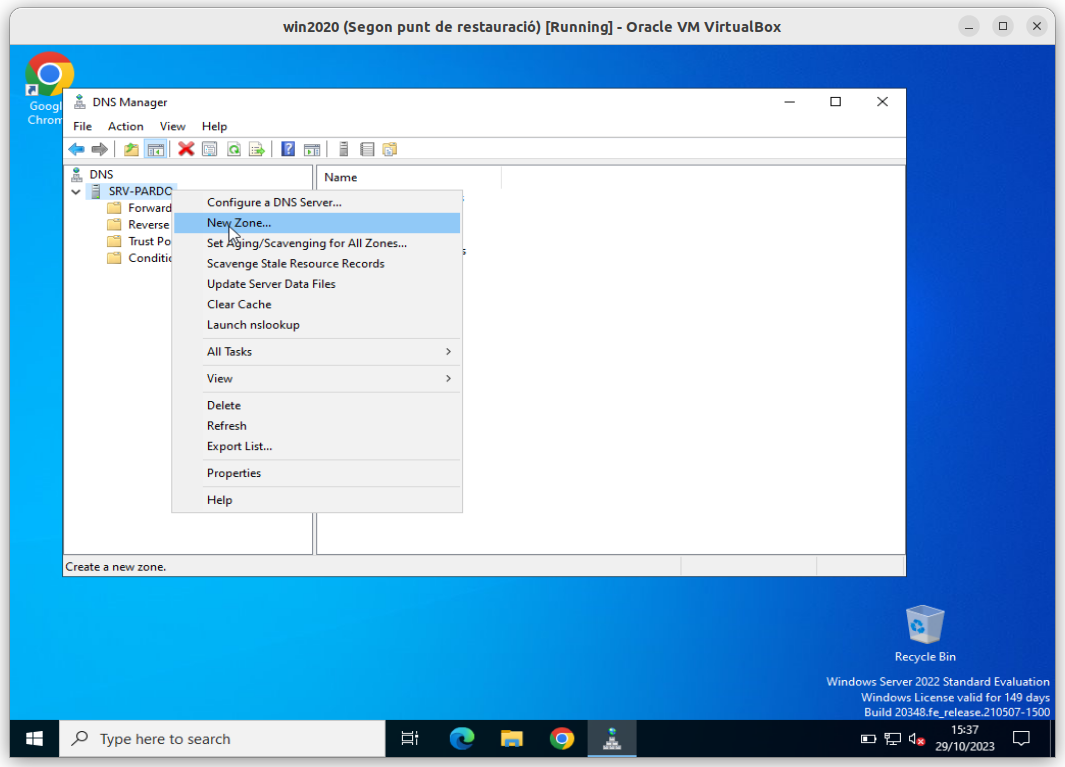 win2020 (Segon punt de restauració) [Running] - Oracle VM VirtualBox
Google
Chrom
DNS Manager
File Action View Help
DNS
SRV-PARDO
Forward
Reverse
Trust Po
Conditio
Name
Configure a DNS Server...
New Zone...
Set Aging/Scavenging for All Zones...
Scavenge Stale Resource Records
Update Server Data Files
Clear Cache
Launch nslookup
All Tasks
View
Delete
Refresh
Export List...
Properties
Help
Create a new zone.
Recycle Bin
Windows Server 2022 Standard Evaluation
Windows License valid for 149 days
Build 20348.fe_release.210507-1500
Type here to search
15:37
29/10/2023